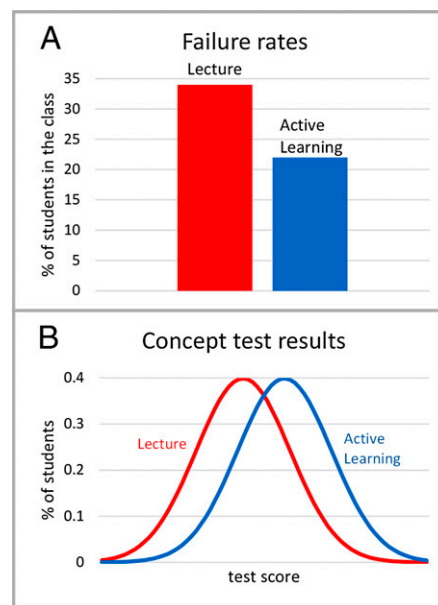 A
Failure rates
Lecture
Active
Learning
% of students in the class
35
30
25
20
15
10
5
0
B
Concept test results
Lecture
Active
Learning
% of students
0.4
0.3
0.2
0.1
0
test score